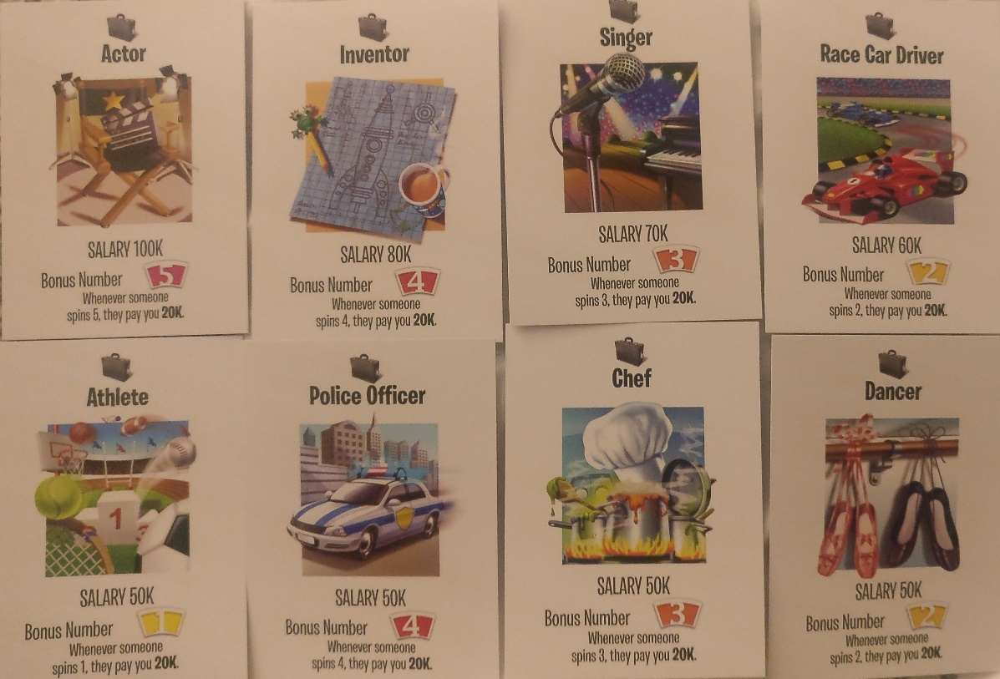 Actor
SALARY 100K
Bonus Number 5
Whenever someone
spins 5, they pay you 20K.
Inventor
SALARY 80K
Bonus Number 4
Whenever someone
spins 4, they pay you 20K.
Singer
SALARY 70K
Bonus Number 3
Whenever someone
spins 3, they pay you 20K.
Race Car Driver
1
SALARY 60K
Bonus Number 2
Whenever someone
spins 2, they pay you 20K.
Athlete
1
SALARY 50K
Bonus Number 1
Whenever someone
spins 1, they pay you 20K.
Police Officer
SALARY 50K
Bonus Number 4
Whenever someone
spins 4, they pay you 20K.
Chef
SALARY 50K
Bonus Number 3
Whenever someone
spins 3, they pay you 20K.
Dancer
SALARY 50K
Bonus Number 2
Whenever someone
spins 2, they pay you 20K.